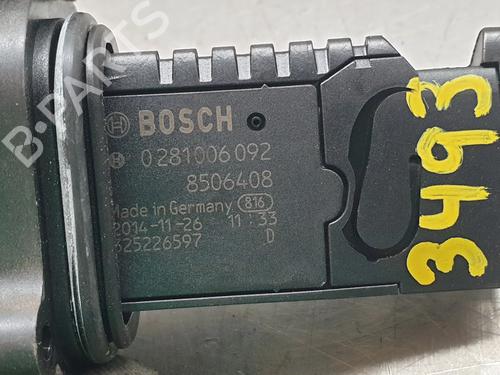 BOSCH
0 281 006 092
8506408
Made in Germany 816
2014-11-26 11:33
325226597 D
3493
B-PARTS